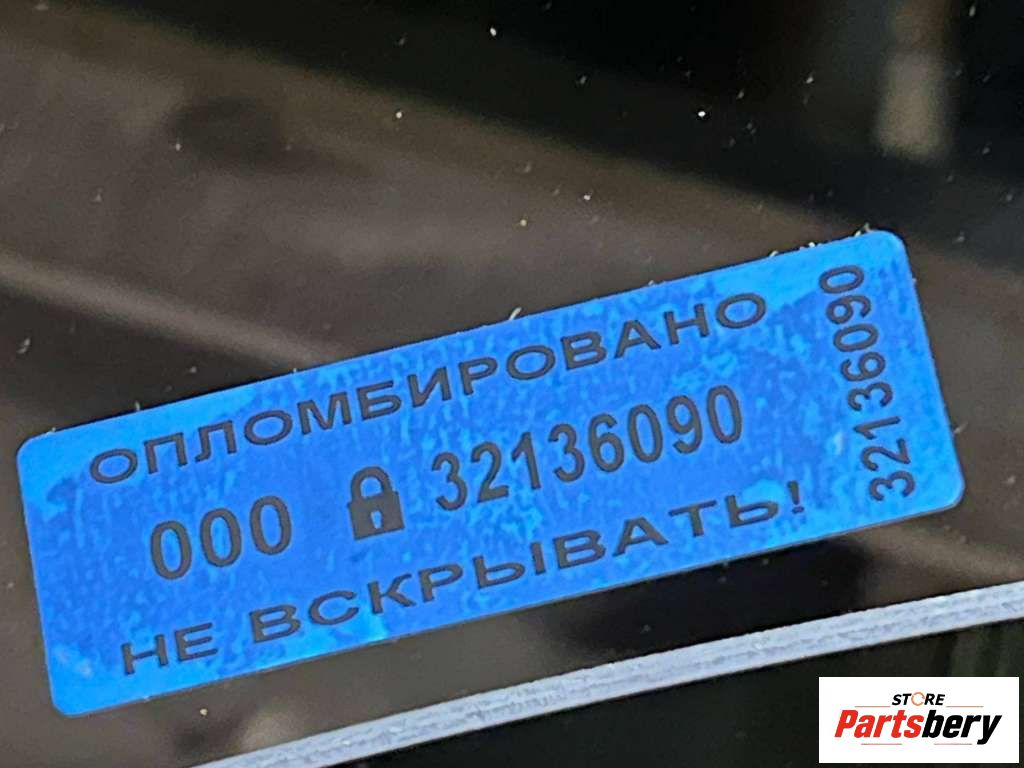 ОПЛОМБИРОВАНО
000 32136090
НЕ ВСКРЫВАТЬ!
32136090
STORE
Partsbery